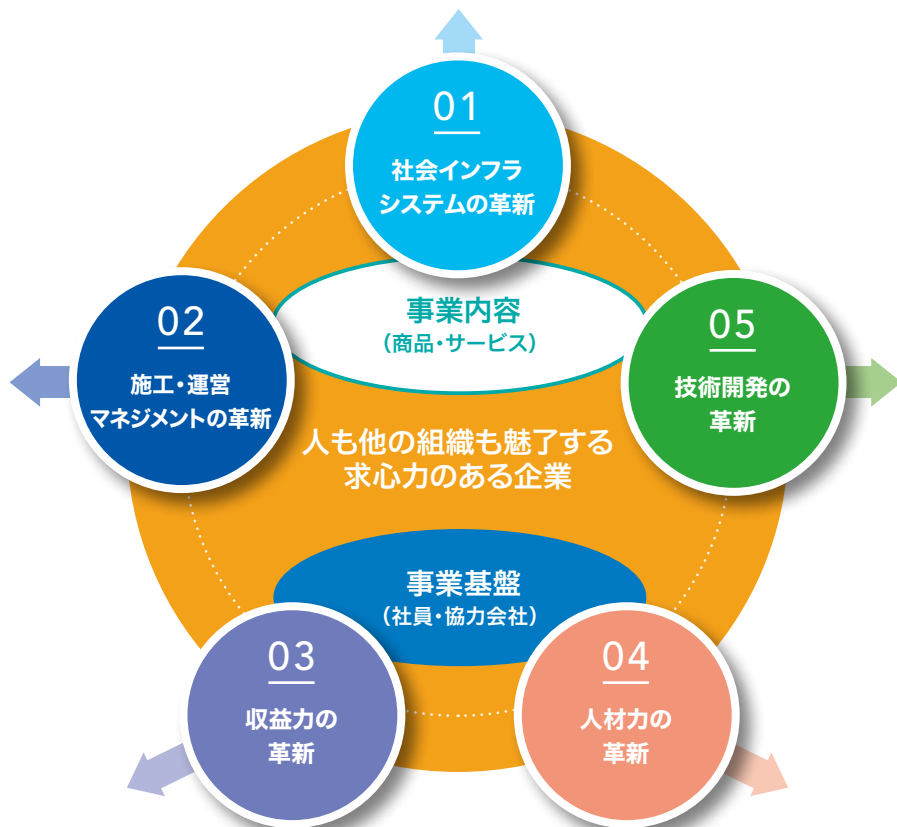 01
社会インフラ
システムの革新
事業内容
（商品・サービス）
02
施工・運営
マネジメントの革新
05
技術開発の
革新
人も他の組織も魅了する
求心力のある企業
事業基盤
（社員・協力会社）
03
収益力の
革新
04
人材力の
革新